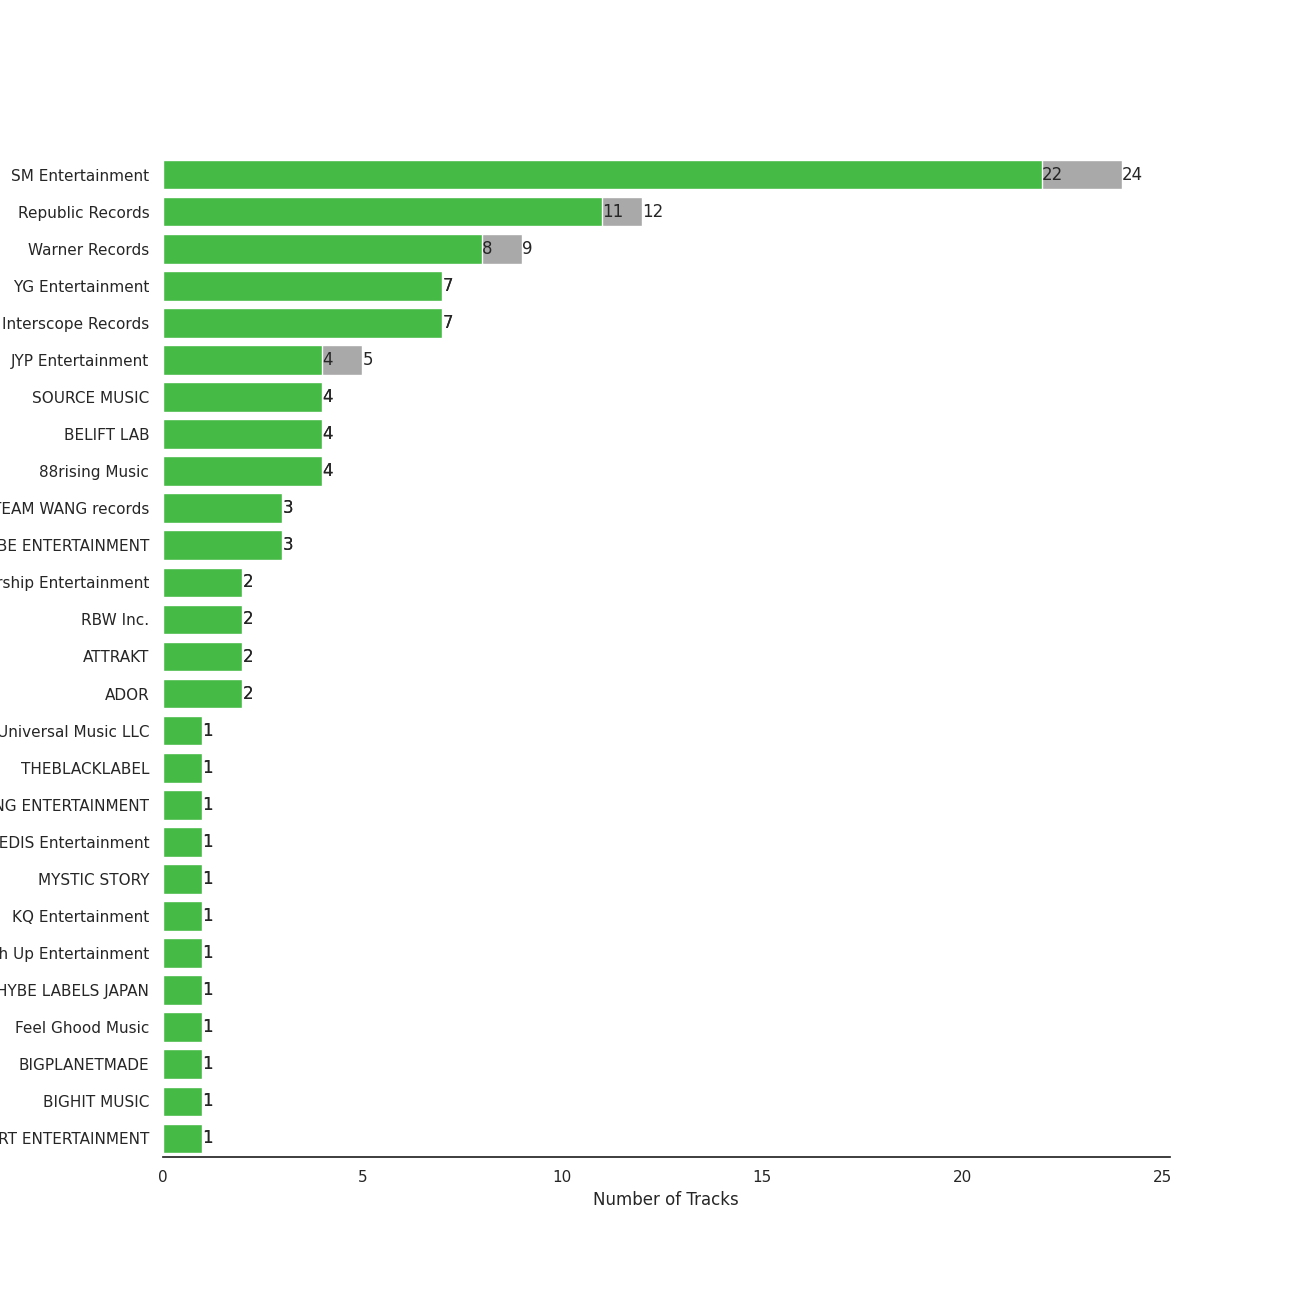 SM Entertainment 22 24
Republic Records 11 12
Warner Records 8 9
YG Entertainment 7
Interscope Records 7
JYP Entertainment 4 5
SOURCE MUSIC 4
BELIFT LAB 4
88rising Music 4
TEAM WANG records 3
BE ENTERTAINMENT 3
rship Entertainment 2
RBW Inc. 2
ATTRAKT 2
ADOR 2
Universal Music LLC 1
THEBLACKLABEL 1
NG ENTERTAINMENT 1
EDIS Entertainment 1
MYSTIC STORY 1
KQ Entertainment 1
h Up Entertainment 1
HYBE LABELS JAPAN 1
Feel Ghood Music 1
BIGPLANETMADE 1
BIGHIT MUSIC 1
RT ENTERTAINMENT 1
0 5 10 15 20 25
Number of Tracks